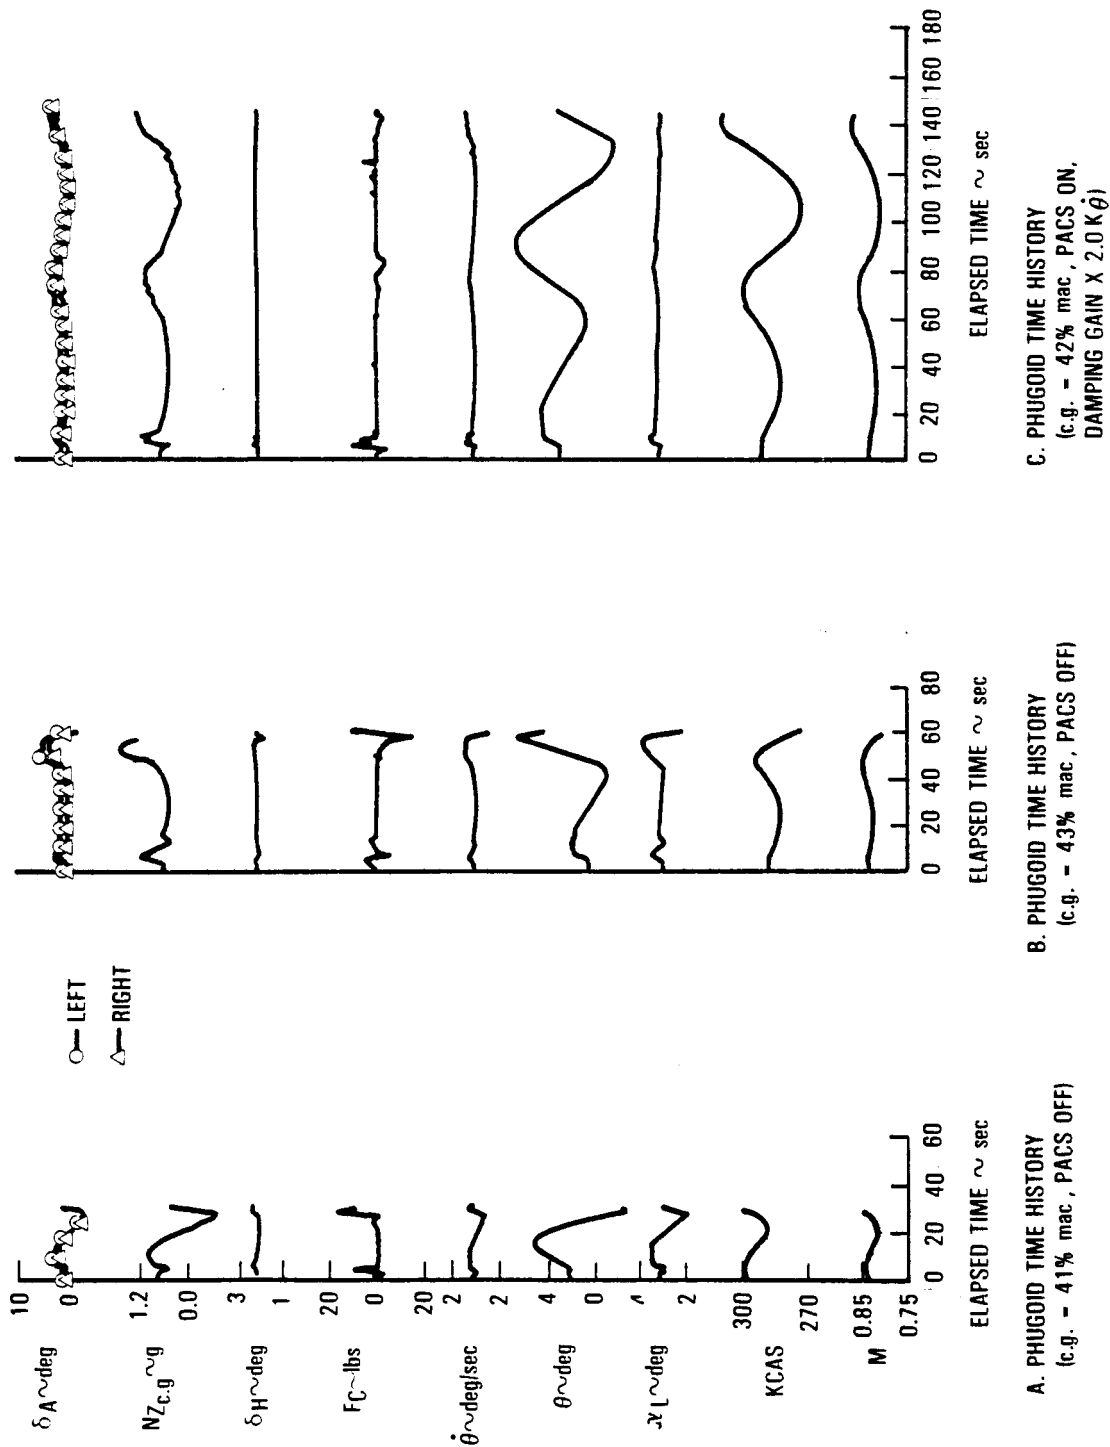 δA~deg
10
0
NZc.g~g
1.2
0.0
δH~deg
3
1
FC~lbs
20
0
20
θ̇~deg/sec
2
2
θ~deg
4
0
L~deg
2
KCAS
300
270
M
0.85
0.75
0 20 40 60
ELAPSED TIME ~ sec
A. PHUGOID TIME HISTORY
(c.g. = 41% mac, PACS OFF)
LEFT
RIGHT
0 20 40 60 80
ELAPSED TIME ~ sec
B. PHUGOID TIME HISTORY
(c.g. = 43% mac, PACS OFF)
0 20 40 60 80 100 120 140 160 180
ELAPSED TIME ~ sec
C. PHUGOID TIME HISTORY
(c.g. = 42% mac, PACS ON,
DAMPING GAIN X 2.0 Kθ̇)